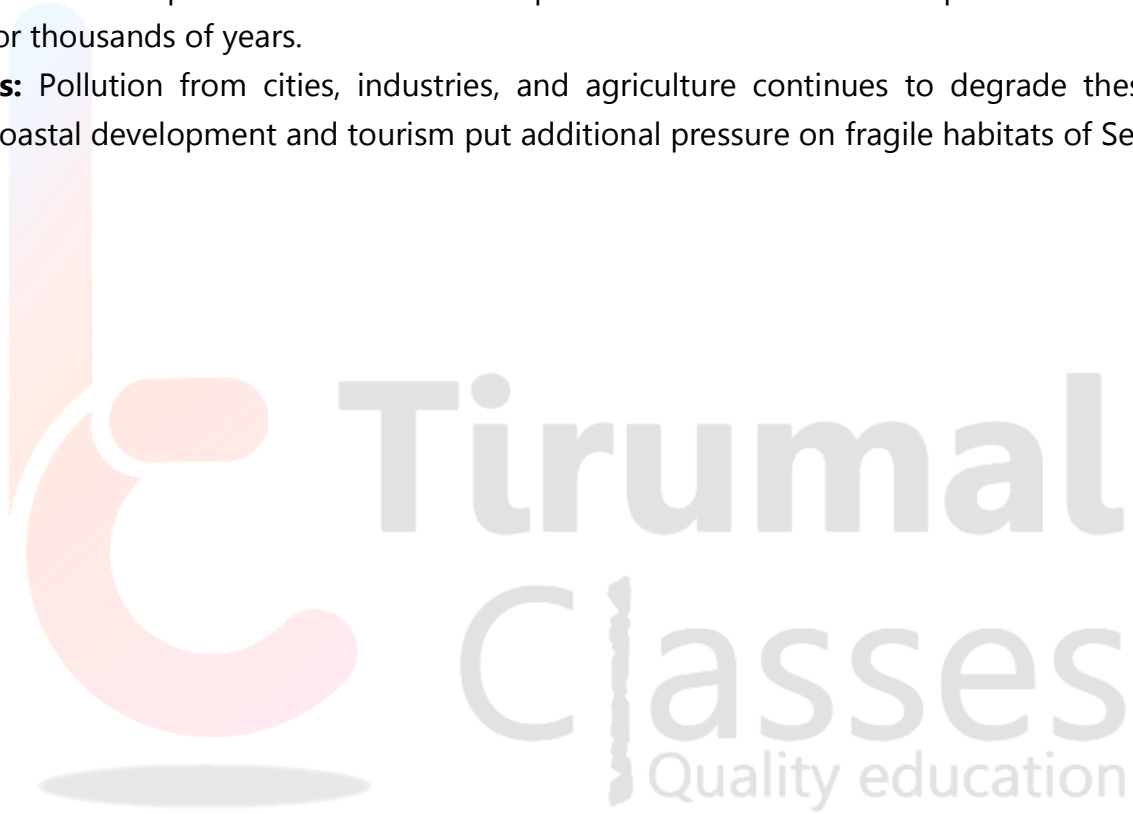 or thousands of years.
s: Pollution from cities, industries, and agriculture continues to degrade thes
oastal development and tourism put additional pressure on fragile habitats of Se
Tirumal
Classes
Quality education